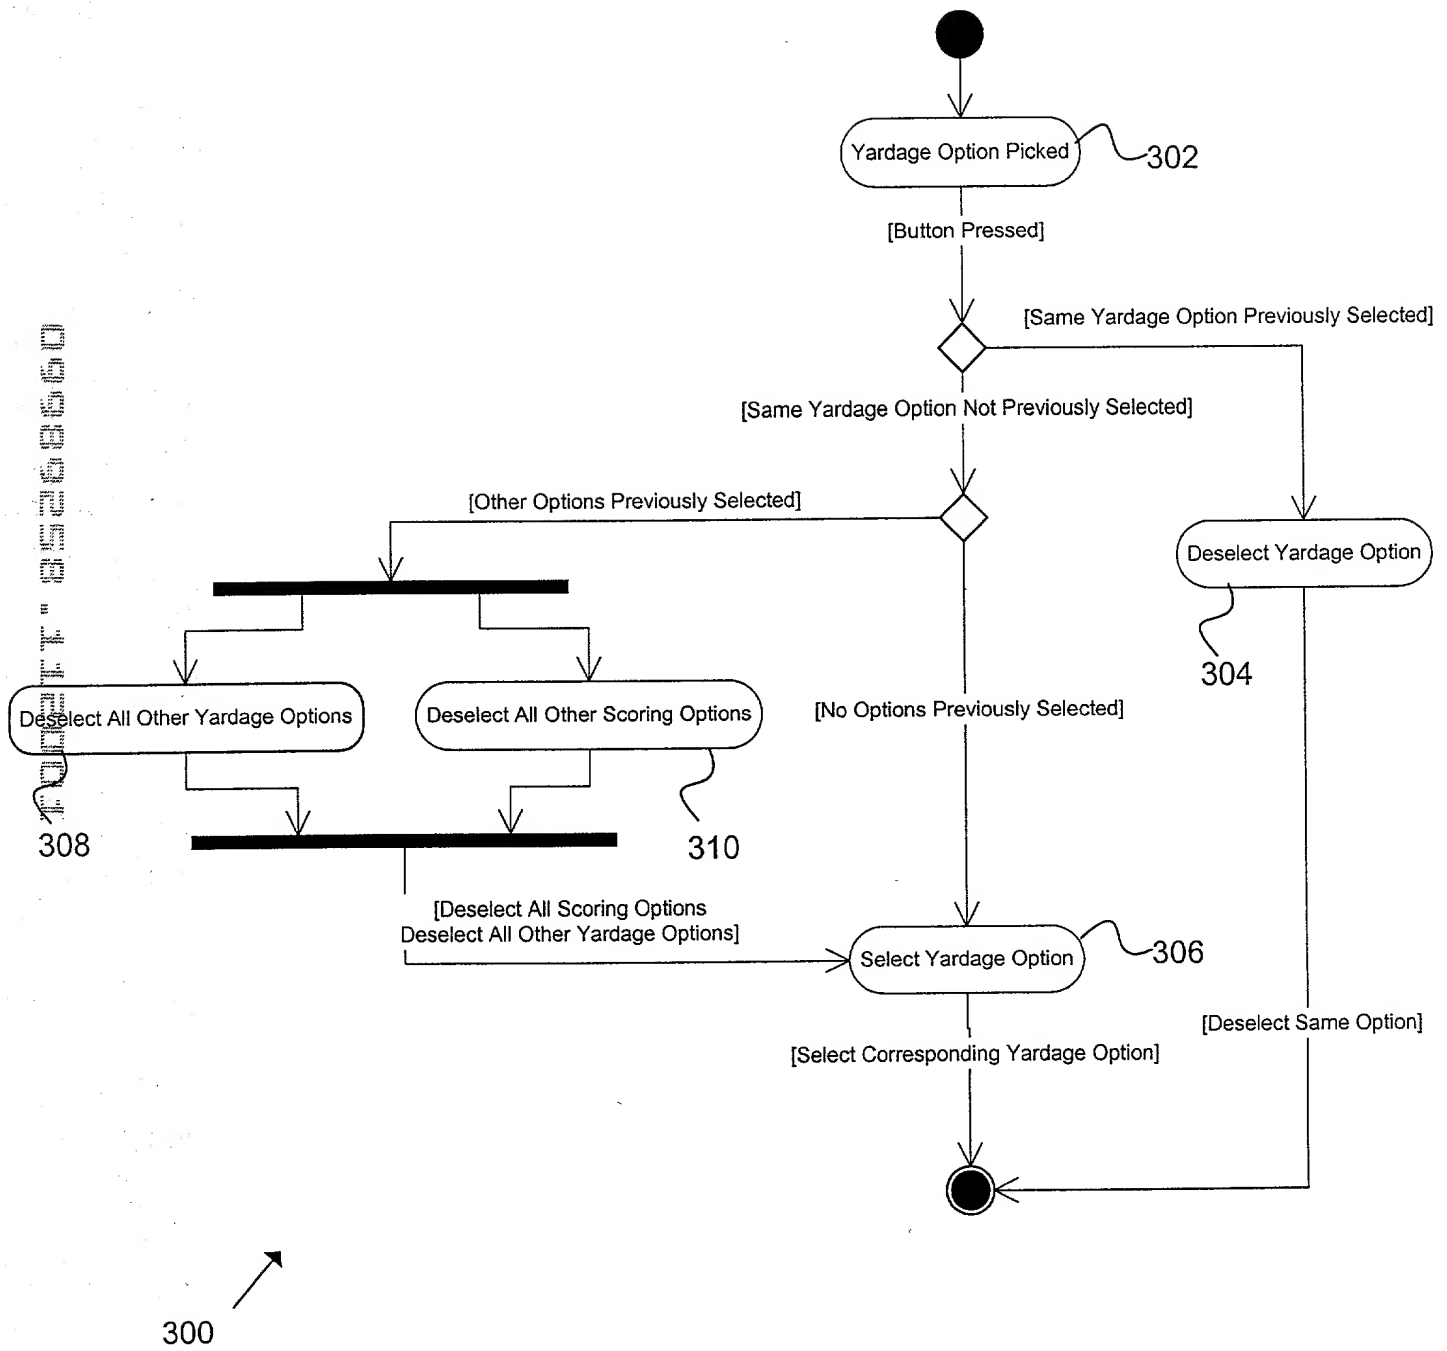 Yardage Option Picked
302
[Button Pressed]
[Same Yardage Option Previously Selected]
[Same Yardage Option Not Previously Selected]
[Other Options Previously Selected]
Deselect Yardage Option
304
Deselect All Other Yardage Options
Deselect All Other Scoring Options
[No Options Previously Selected]
308
310
[Deselect All Scoring Options
Deselect All Other Yardage Options]
Select Yardage Option
306
[Deselect Same Option]
[Select Corresponding Yardage Option]
300